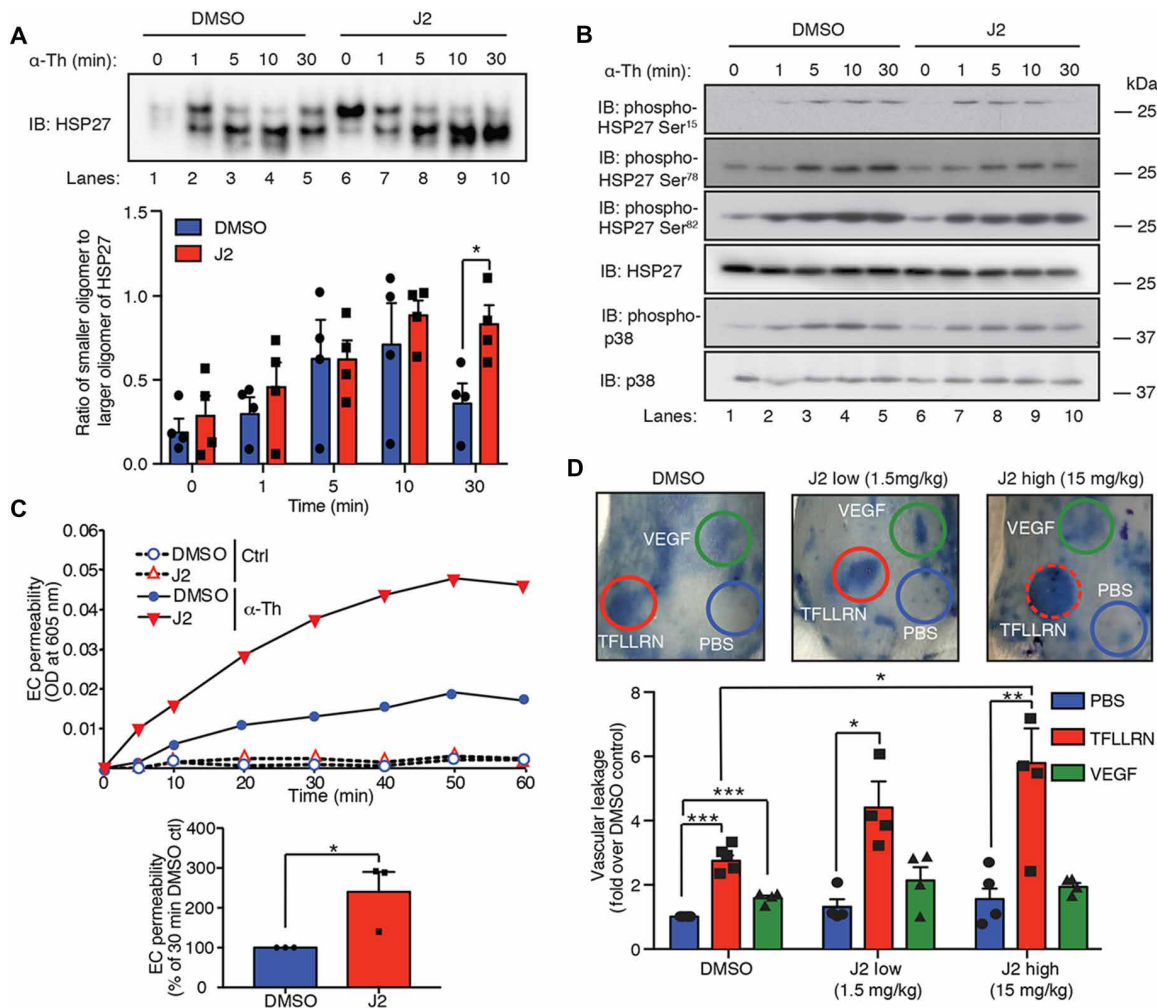 A
DMSO J2
α-Th (min): 0 1 5 10 30 0 1 5 10 30
IB: HSP27
Lanes: 1 2 3 4 5 6 7 8 9 10
Ratio of smaller oligomer to
larger oligomer of HSP27
1.5
1.0
0.5
0.0
DMSO
J2
*
0 1 5 10 30
Time (min)
B
DMSO J2
α-Th (min): 0 1 5 10 30 0 1 5 10 30
kDa
IB: phospho-
HSP27 Ser15
25
IB: phospho-
HSP27 Ser78
25
IB: phospho-
HSP27 Ser82
25
IB: HSP27
25
IB: phospho-
p38
37
IB: p38
37
Lanes: 1 2 3 4 5 6 7 8 9 10
C
EC permeability
(OD at 605 nm)
0.06
0.05
0.04
0.03
0.02
0.01
DMSO
J2
Ctrl
DMSO
J2
α-Th
0 10 20 30 40 50 60
Time (min)
EC permeability
(% of 30 min DMSO ctl)
400
300
200
100
0
*
DMSO J2
D
DMSO
J2 low (1.5mg/kg)
J2 high (15 mg/kg)
VEGF
TFLLRN
PBS
VEGF
TFLLRN
PBS
VEGF
TFLLRN
PBS
Vascular leakage
(fold over DMSO control)
8
6
4
2
0
***
***
*
*
**
PBS
TFLLRN
VEGF
DMSO
J2 low
(1.5 mg/kg)
J2 high
(15 mg/kg)